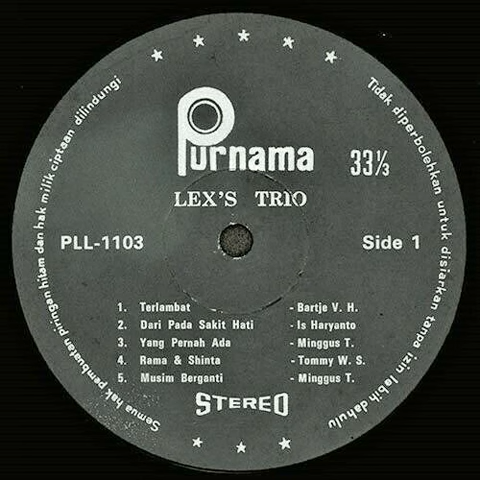 Purnama
33⅓
LEX'S TRIO
PLL-1103
Side 1
1. Terlambat - Bartje V. H.
2. Dari Pada Sakit Hati - Is Haryanto
3. Yang Pernah Ada - Minggus T.
4. Rama & Shinta - Tommy W. S.
5. Musim Berganti - Minggus T.
STEREO
Semua hak pembuatan piringan hitam dan hak milik ciptaan dilindungi
Tidak diperbolehkan untuk disiarkan tanpa izin lebih dahulu